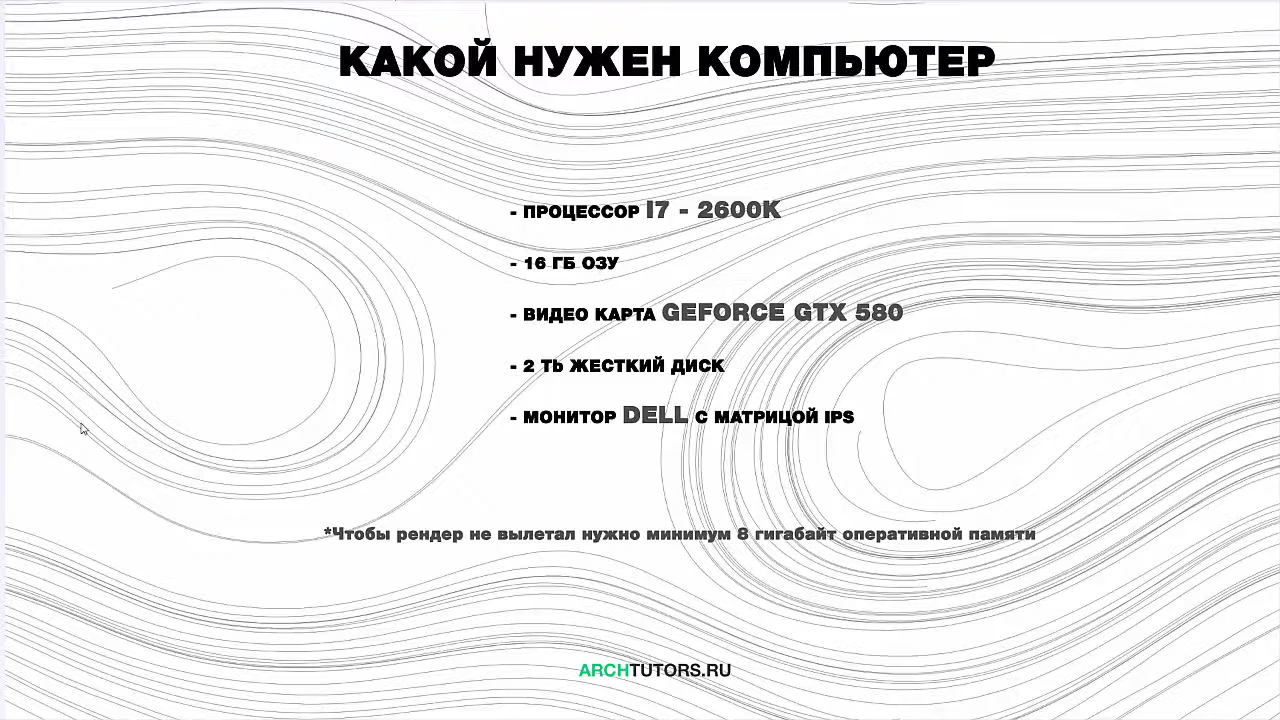 КАКОЙ НУЖЕН КОМПЬЮТЕР
- ПРОЦЕССОР I7 - 2600K
- 16 ГБ ОЗУ
- ВИДЕО КАРТА GEFORCE GTX 580
- 2 ТЬ ЖЕСТКИЙ ДИСК
- МОНИТОР DELL С МАТРИЦОЙ IPS
*Чтобы рендер не вылетал нужно минимум 8 гигабайт оперативной памяти
ARCHTUTORS.RU